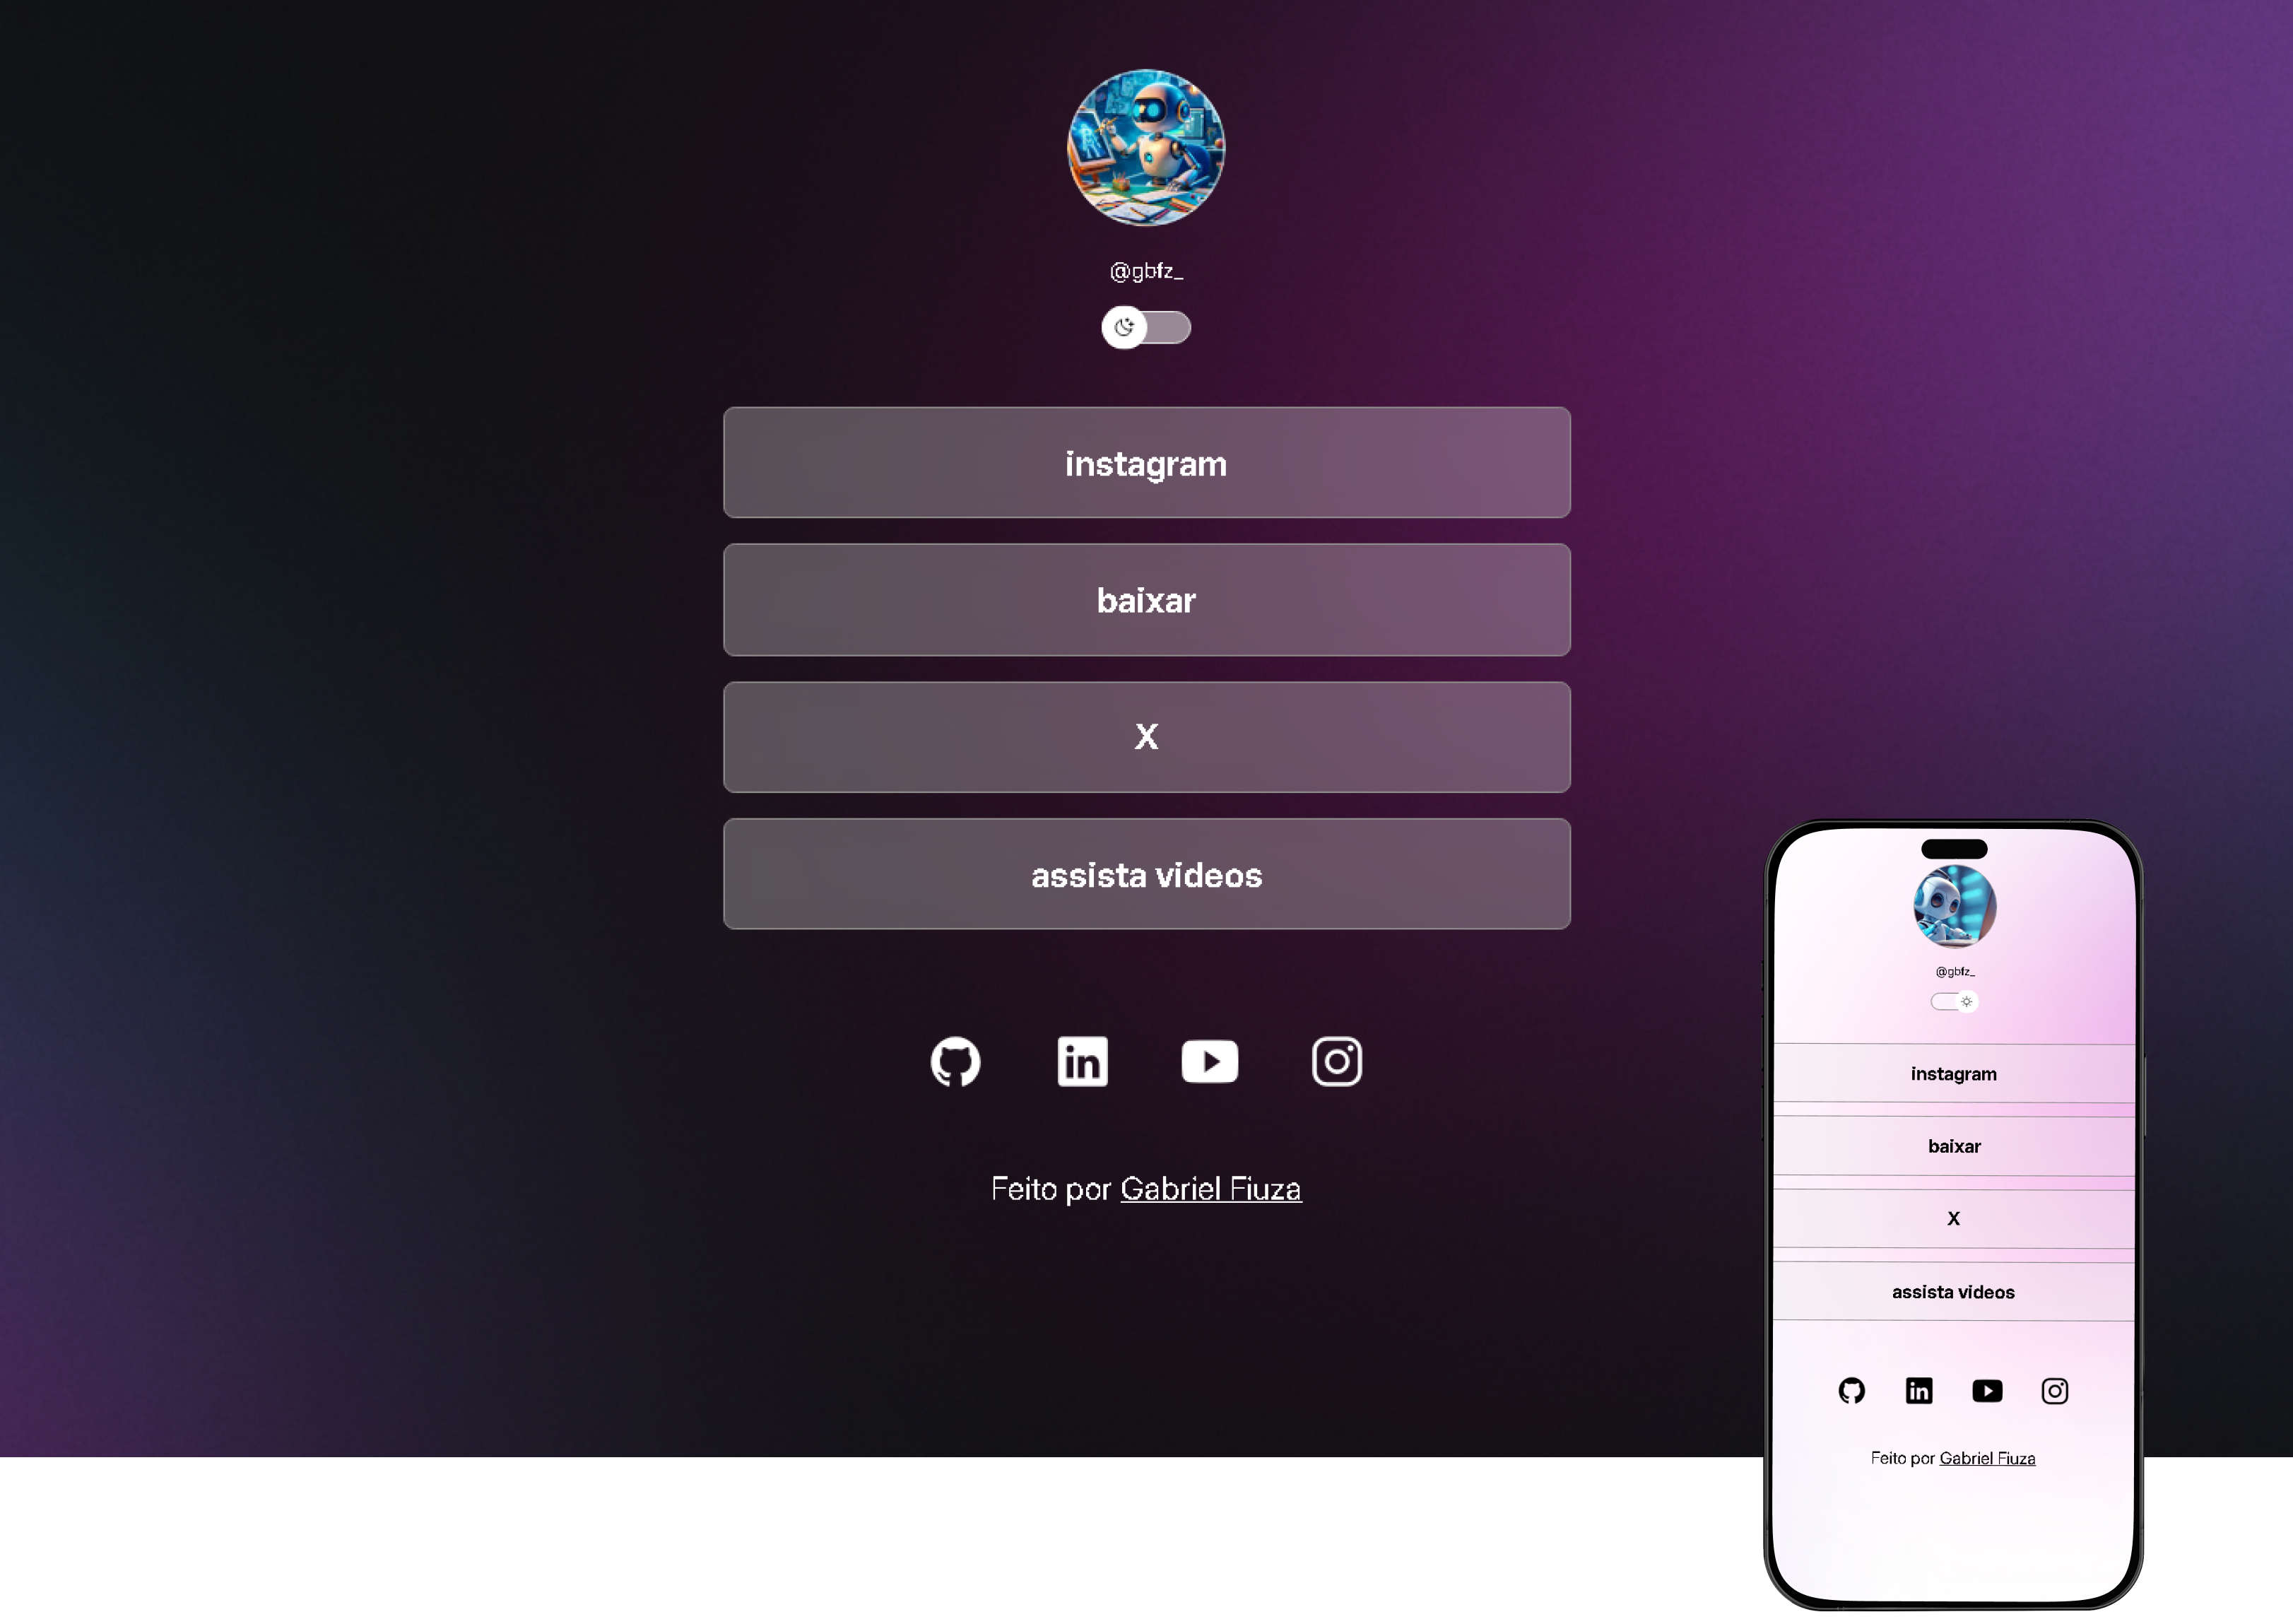 @gbfz_
instagram
baixar
X
assista videos
Feito por Gabriel Fiuza
@gbfz_
instagram
baixar
X
assista videos
Feito por Gabriel Fiuza